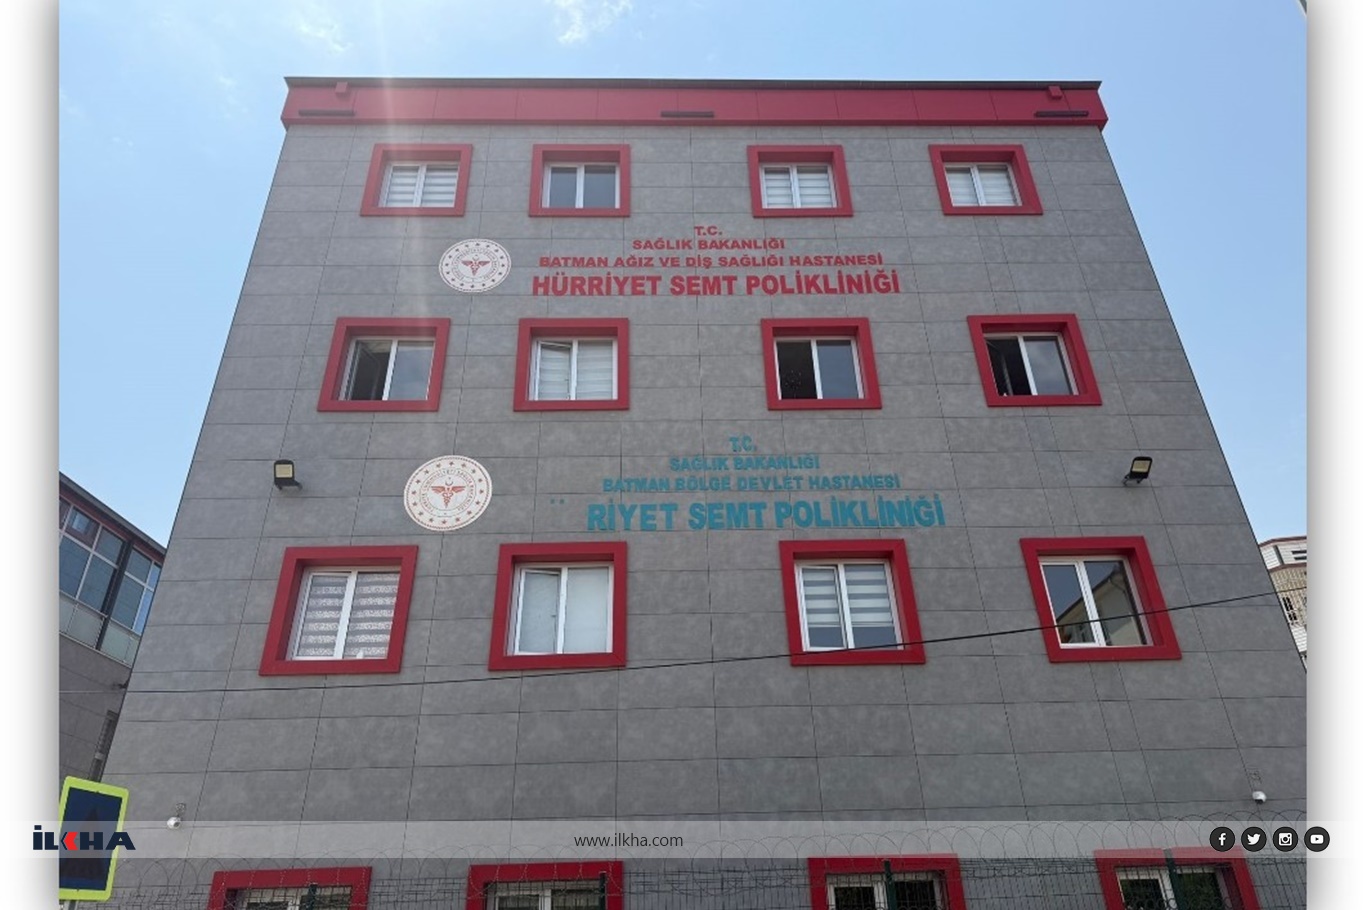 T.C.
SAĞLIK BAKANLIĞI
BATMAN AĞIZ VE DİŞ SAĞLIĞI HASTANESİ
HÜRRİYET SEMT POLİKLİNİĞİ
T.C.
SAĞLIK BAKANLIĞI
BATMAN BÖLGE DEVLET HASTANESİ
RİYET SEMT POLİKLİNİĞİ
İLKHA
www.ilkha.com